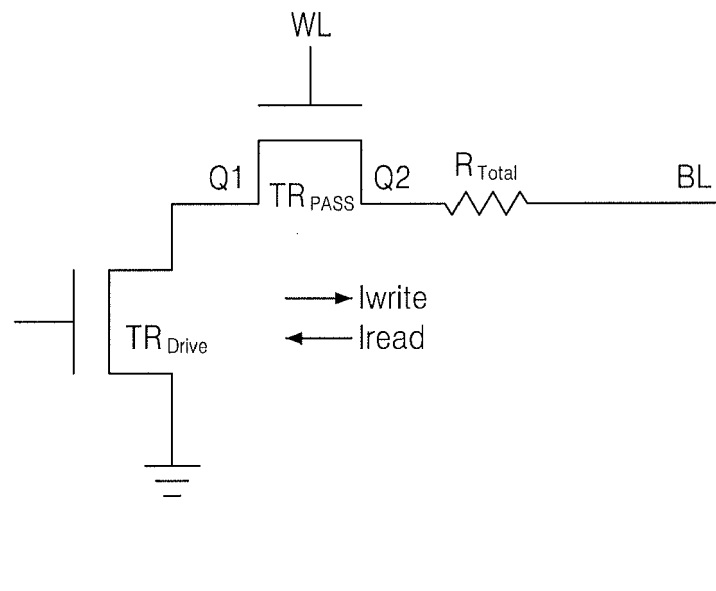 WL
Q1
TR PASS
Q2
R Total
BL
TR Drive
Iwrite
Iread